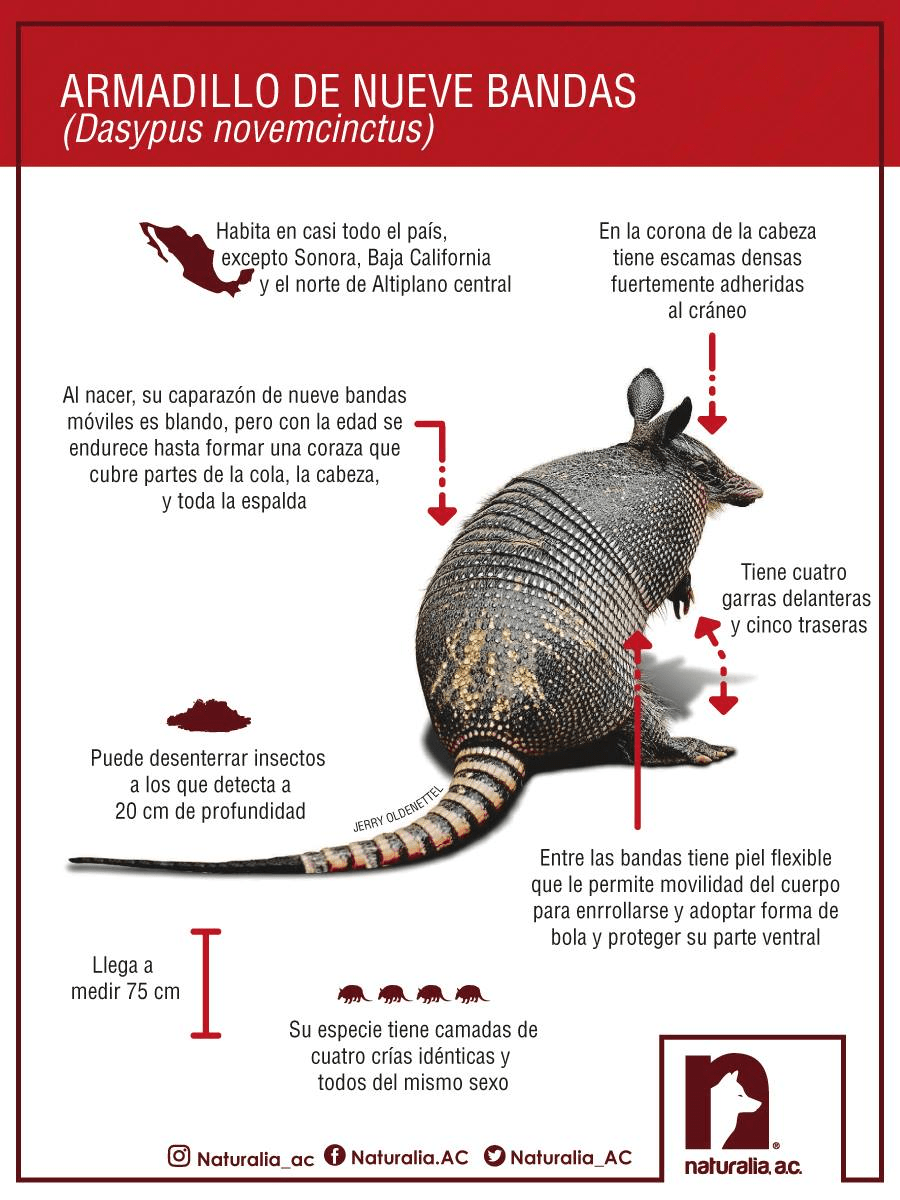 ARMADILLO DE NUEVE BANDAS
(Dasypus novemcinctus)
Habita en casi todo el país,
excepto Sonora, Baja California
y el norte de Altiplano central
En la corona de la cabeza
tiene escamas densas
fuertemente adheridas
al cráneo
Al nacer, su caparazón de nueve bandas
móviles es blando, pero con la edad se
endurece hasta formar una coraza que
cubre partes de la cola, la cabeza,
y toda la espalda
Tiene cuatro
garras delanteras
y cinco traseras
Puede desenterrar insectos
a los que detecta a
20 cm de profundidad
JERRY OLDENETTEL
Entre las bandas tiene piel flexible
que le permite movilidad del cuerpo
para enrrollarse y adoptar forma de
bola y proteger su parte ventral
Llega a
medir 75 cm
Su especie tiene camadas de
cuatro crías idénticas y
todos del mismo sexo
Naturalia_ac Naturalia.AC Naturalia_AC
n®
naturalia, a.c.